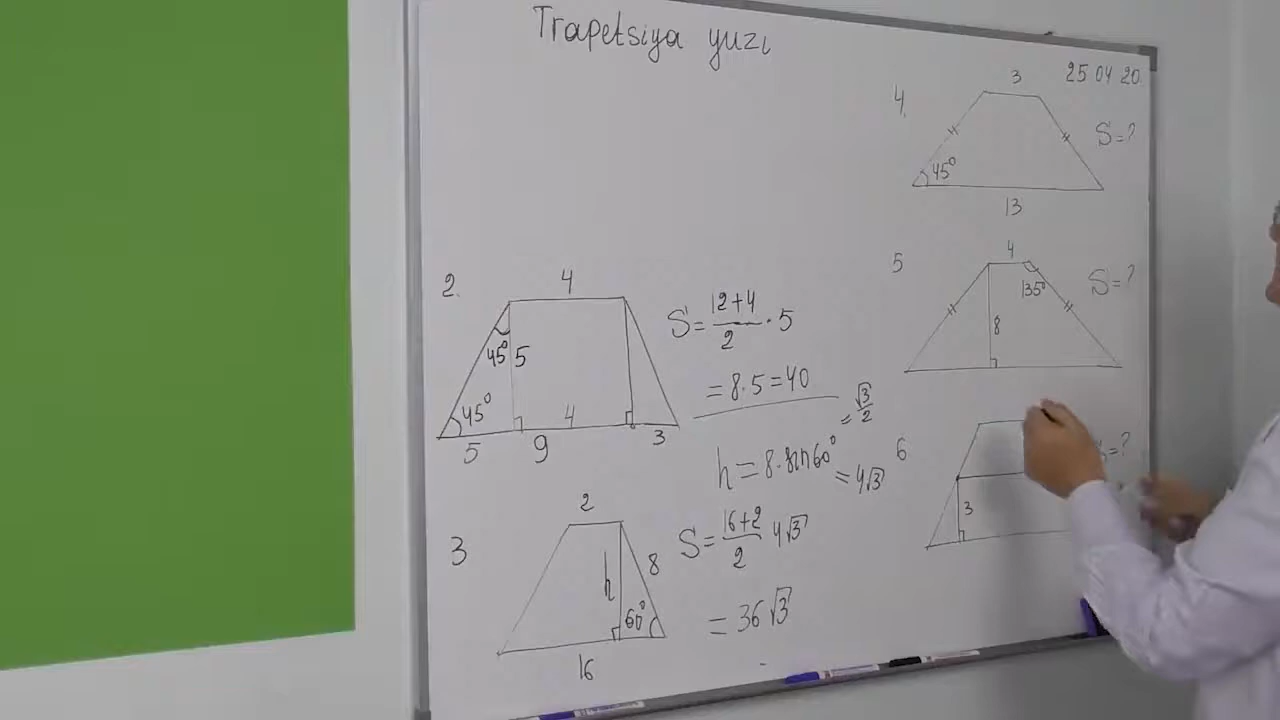 Trapetsiya yuzi
25 04 20
2.
4
45° 5
45°
5 9 4 3
S = (12+4)/2 · 5
= 8 · 5 = 40
3
2
h 8
60°
16
h = 8 · sin60° = 4√3
= √3/2
S = (16+2)/2 4√3
= 36√3
4.
3
45°
13
S = ?
5
4
135°
8
S = ?
6
3
S = ?